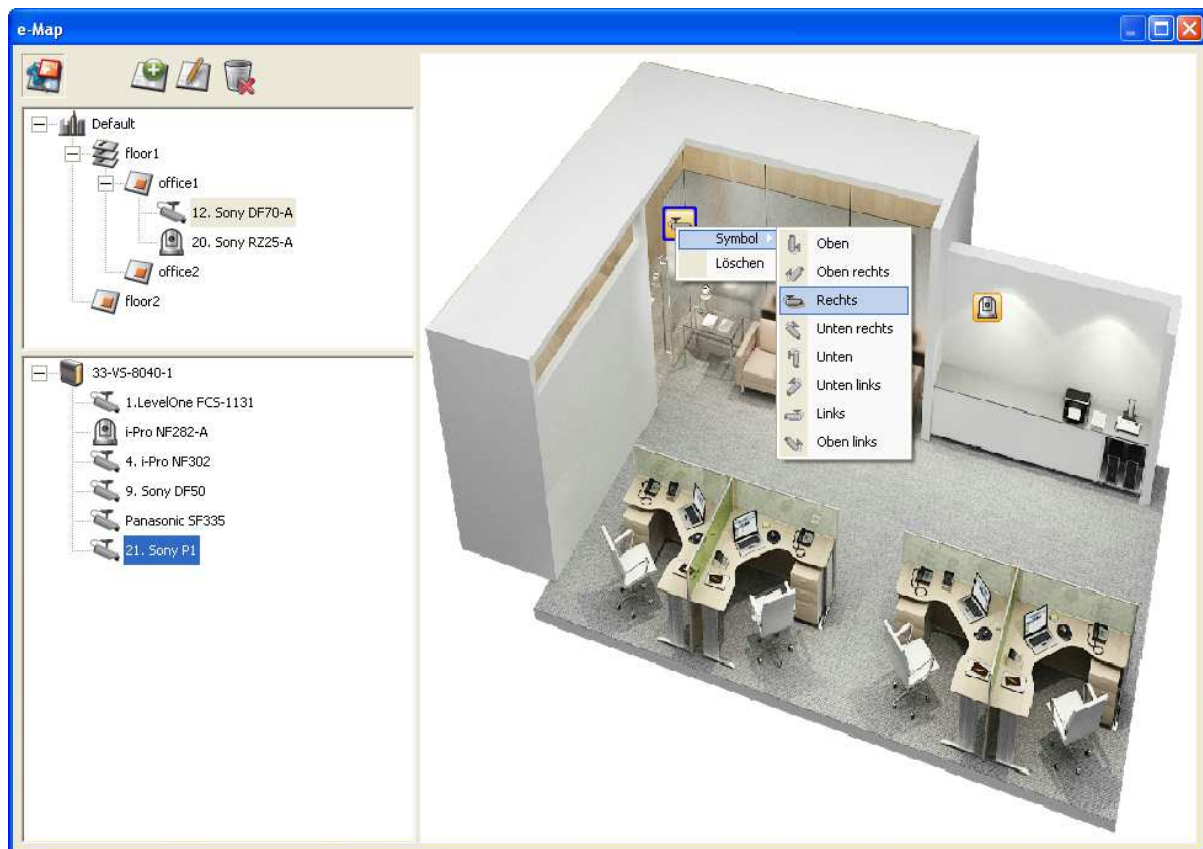 e-Map
Default
floor1
office1
12. Sony DF70-A
20. Sony RZ25-A
office2
floor2
33-VS-8040-1
1.LevelOne FCS-1131
i-Pro NF282-A
4. i-Pro NF302
9. Sony DF50
Panasonic SF335
21. Sony P1
Symbol
Löschen
Oben
Oben rechts
Rechts
Unten rechts
Unten
Unten links
Links
Oben links